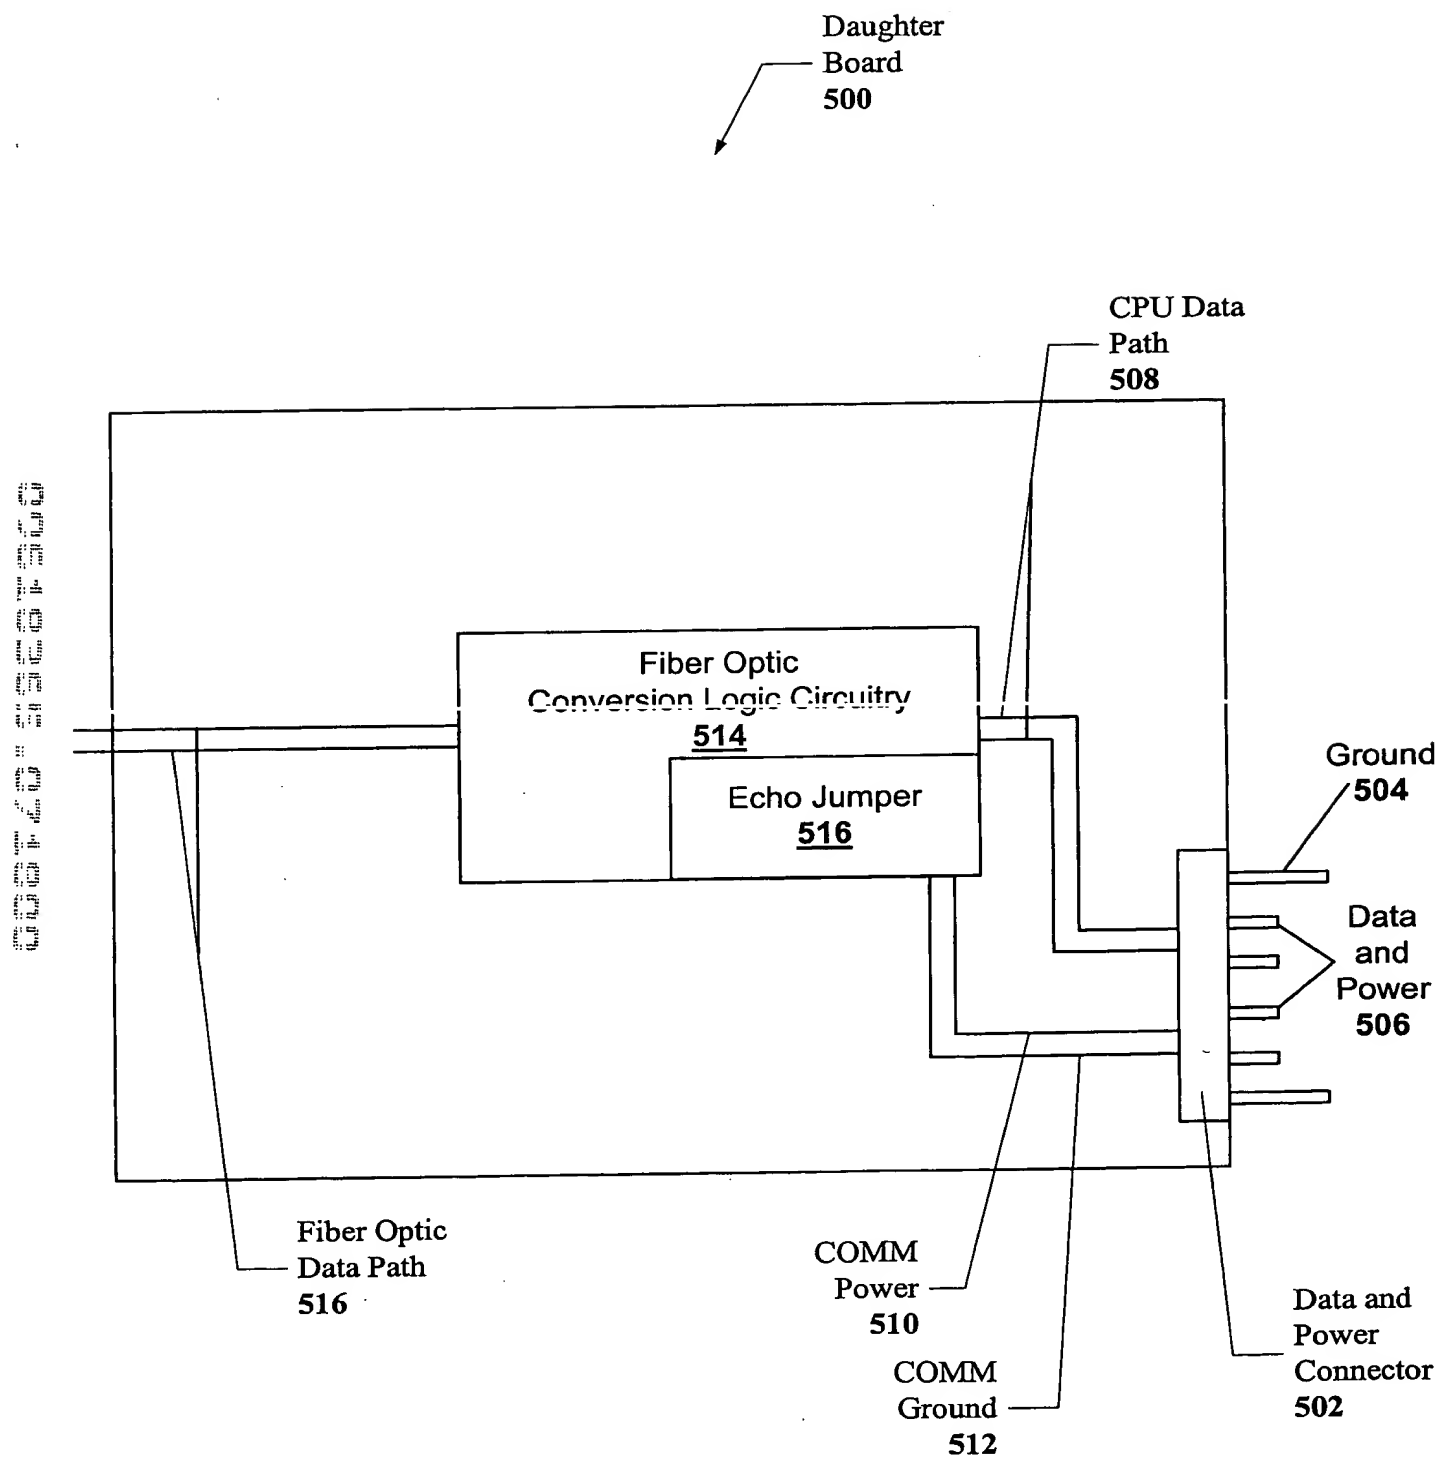 Daughter
Board
500
CPU Data
Path
508
Fiber Optic
Conversion Logic Circuitry
514
Echo Jumper
516
Ground
504
Data
and
Power
506
Fiber Optic
Data Path
516
COMM
Power
510
COMM
Ground
512
Data and
Power
Connector
502